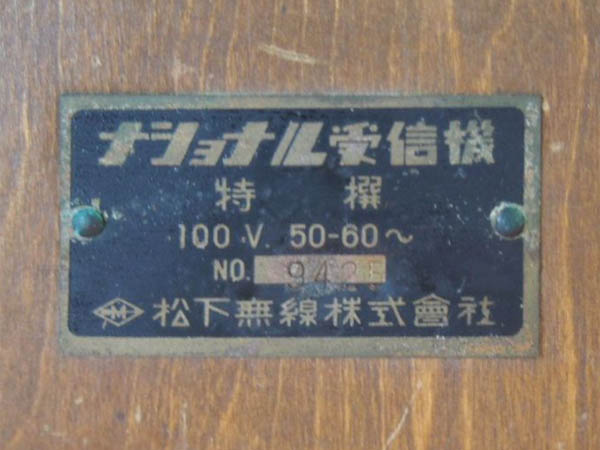 ナショナル受信機
特撰
100 V. 50-60～
NO.
M 松下無線株式會社